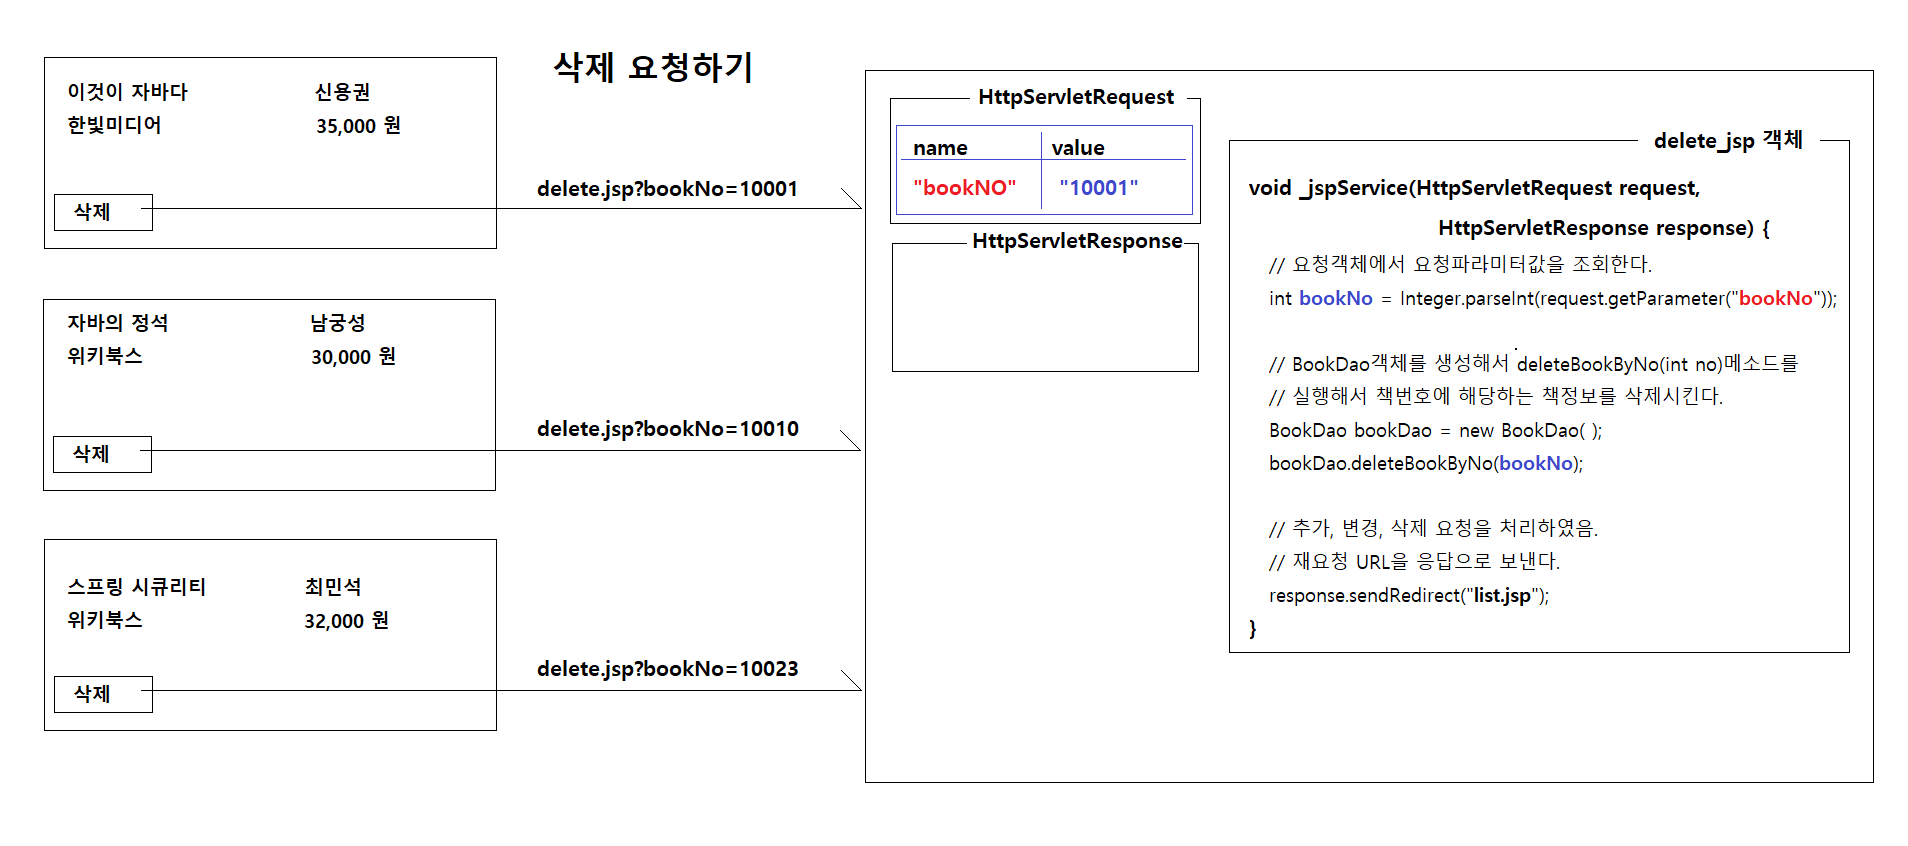 삭제 요청하기
이것이 자바다 신용권
한빛미디어 35,000 원
삭제
delete.jsp?bookNo=10001
자바의 정석 남궁성
위키북스 30,000 원
삭제
delete.jsp?bookNo=10010
스프링 시큐리티 최민석
위키북스 32,000 원
삭제
delete.jsp?bookNo=10023
HttpServletRequest
name value
"bookNO" "10001"
HttpServletResponse
delete_jsp 객체
void _jspService(HttpServletRequest request,
HttpServletResponse response) {
// 요청객체에서 요청파라미터값을 조회한다.
int bookNo = Integer.parseInt(request.getParameter("bookNo"));
// BookDao객체를 생성해서 deleteBookByNo(int no)메소드를
// 실행해서 책번호에 해당하는 책정보를 삭제시킨다.
BookDao bookDao = new BookDao( );
bookDao.deleteBookByNo(bookNo);
// 추가, 변경, 삭제 요청을 처리하였음.
// 재요청 URL을 응답으로 보낸다.
response.sendRedirect("list.jsp");
}